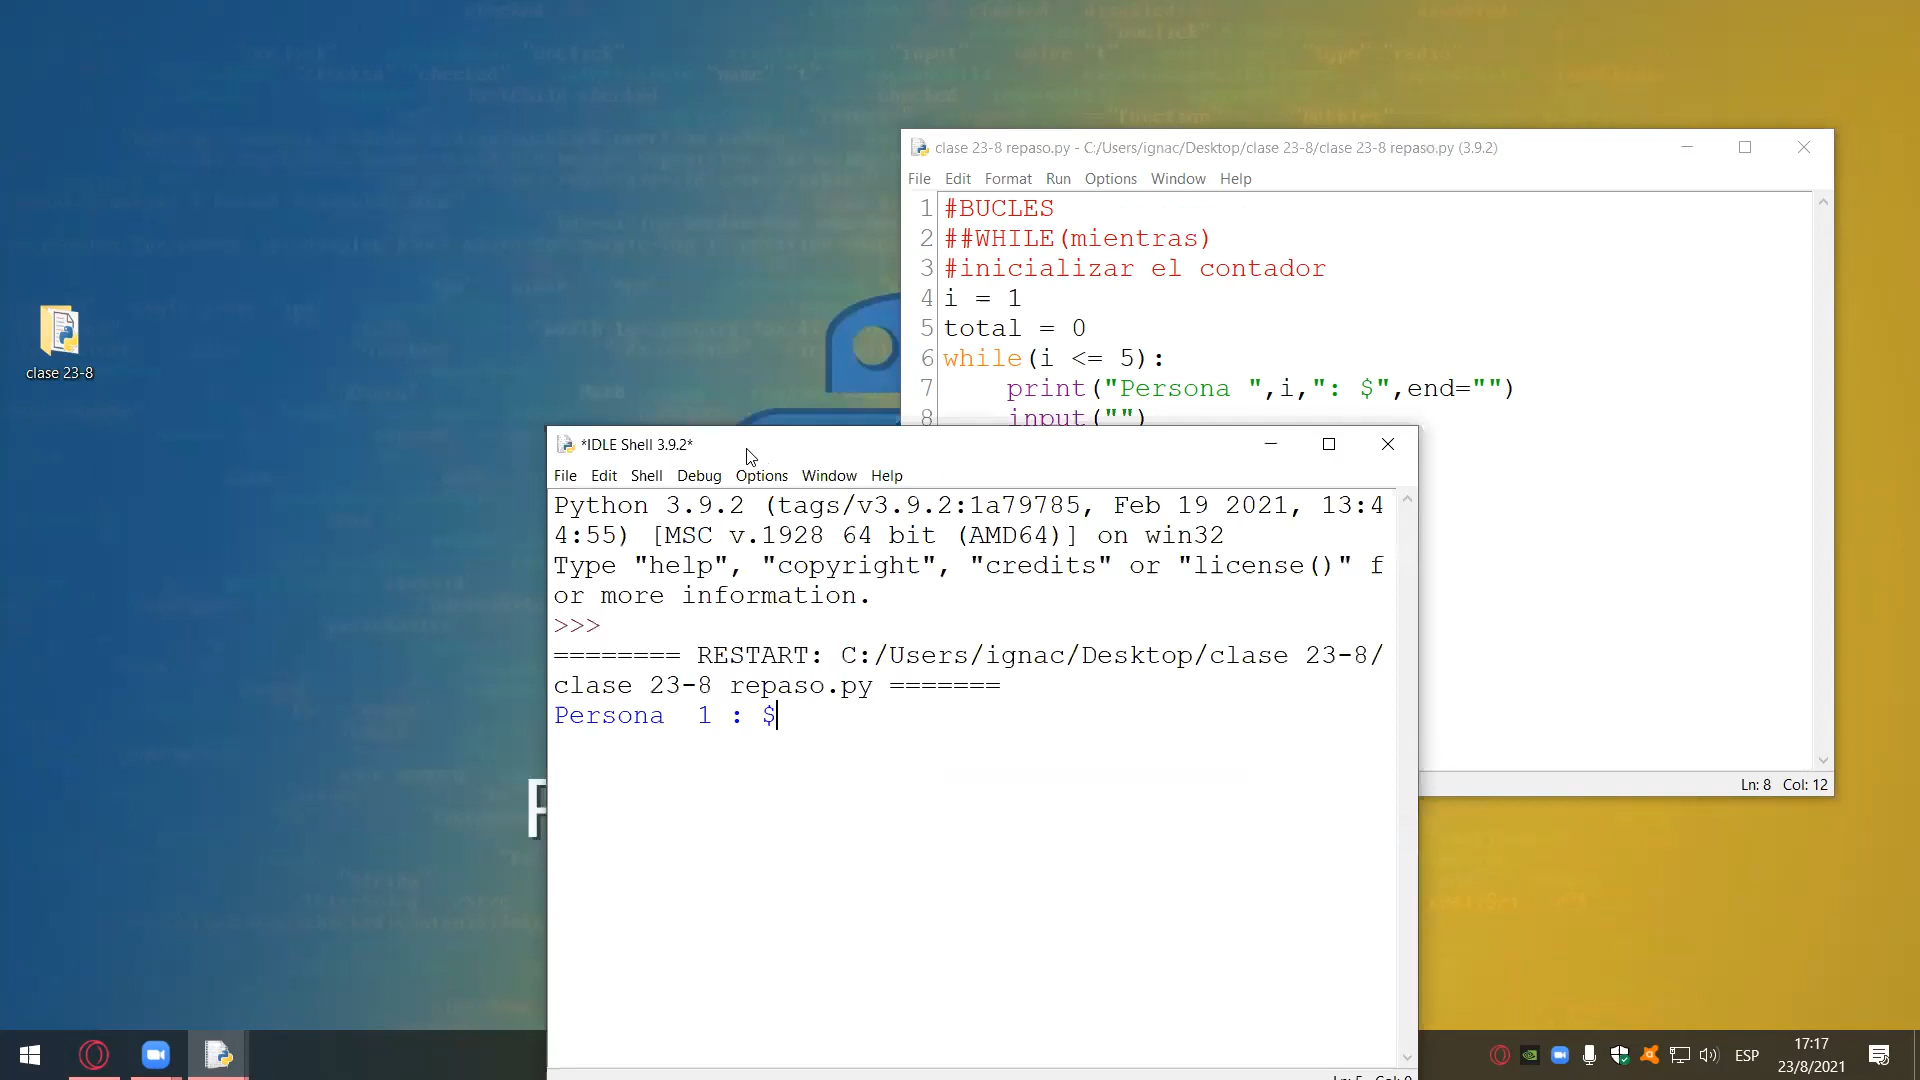 clase 23-8
clase 23-8 repaso.py - C:/Users/ignac/Desktop/clase 23-8/clase 23-8 repaso.py (3.9.2)
File Edit Format Run Options Window Help
1 #BUCLES
2 ##WHILE(mientras)
3 #inicializar el contador
4 i = 1
5 total = 0
6 while(i <= 5):
7 print("Persona ",i,": $",end="")
8 input("")
Ln: 8 Col: 12
*IDLE Shell 3.9.2*
File Edit Shell Debug Options Window Help
Python 3.9.2 (tags/v3.9.2:1a79785, Feb 19 2021, 13:4
4:55) [MSC v.1928 64 bit (AMD64)] on win32
Type "help", "copyright", "credits" or "license()" f
or more information.
>>>
======== RESTART: C:/Users/ignac/Desktop/clase 23-8/
clase 23-8 repaso.py =======
Persona  1 : $
ESP
17:17
23/8/2021